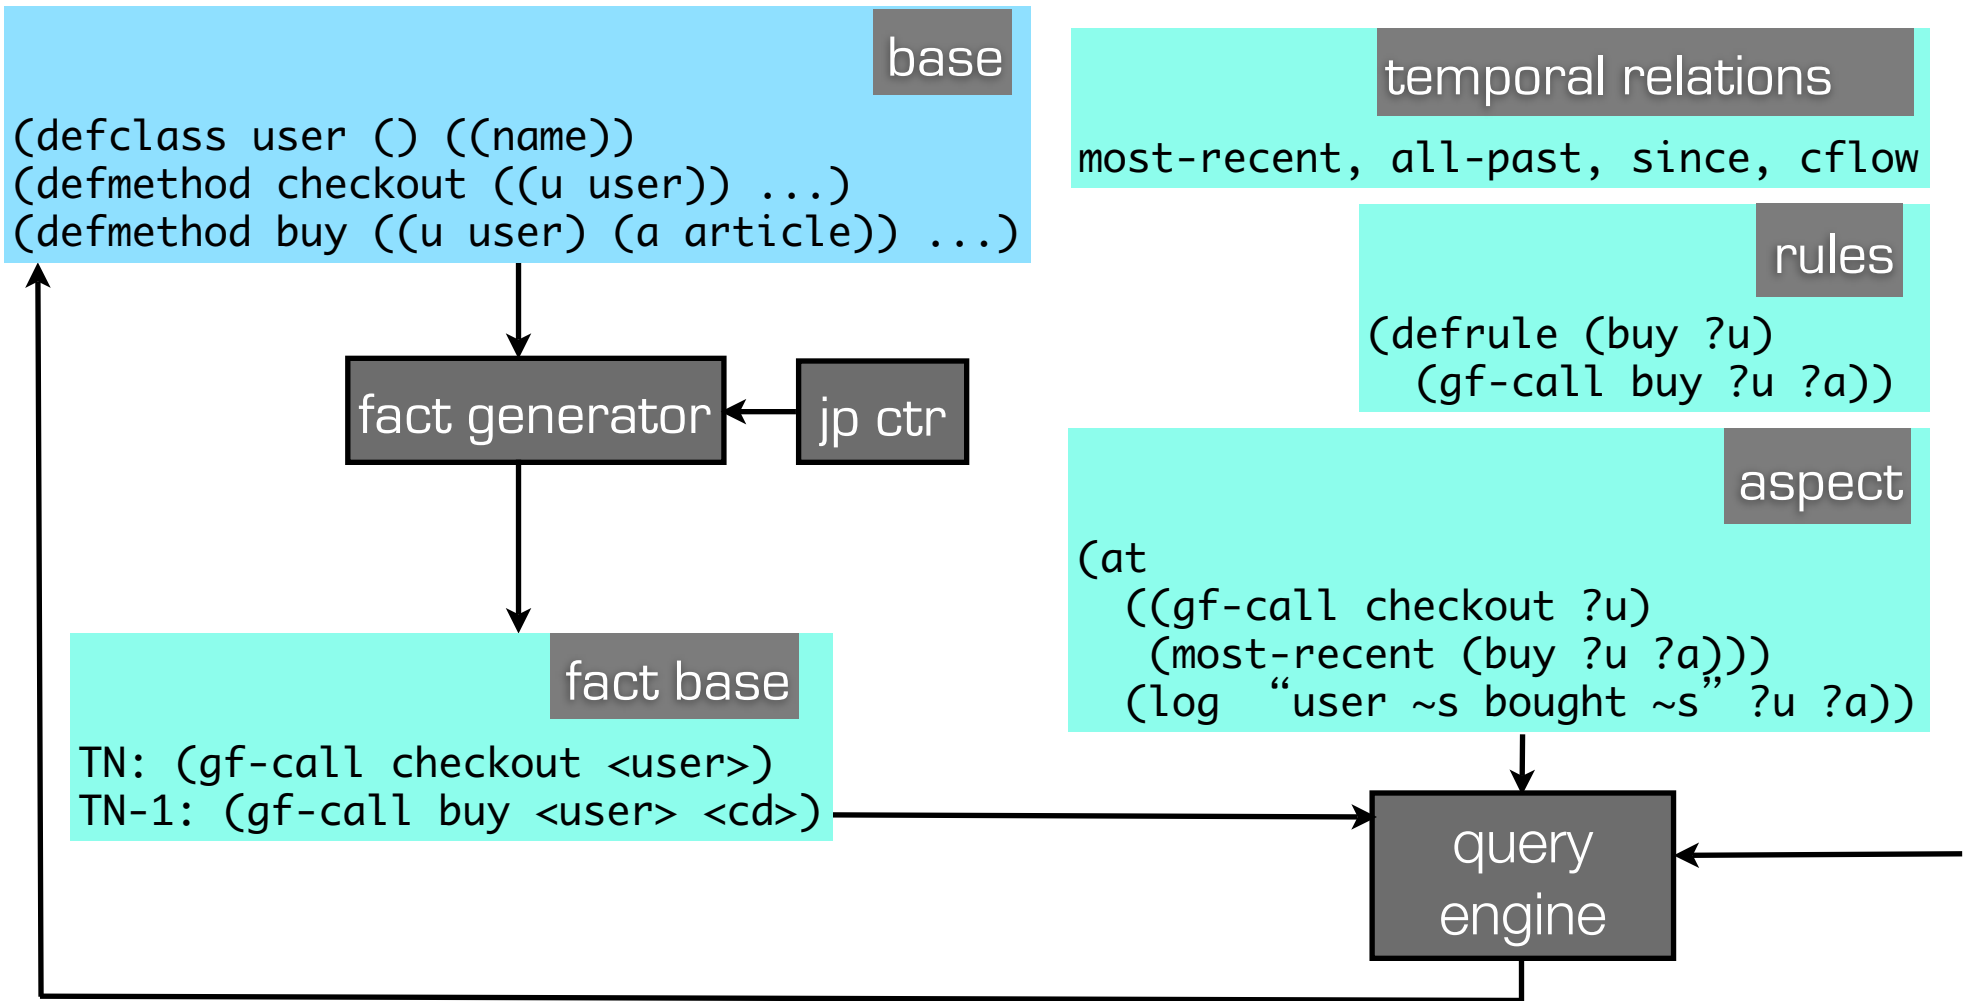 base
(defclass user () ((name))
(defmethod checkout ((u user)) ...)
(defmethod buy ((u user) (a article)) ...)
temporal relations
most-recent, all-past, since, cflow
rules
(defrule (buy ?u)
(gf-call buy ?u ?a))
fact generator
jp ctr
aspect
(at
((gf-call checkout ?u)
(most-recent (buy ?u ?a)))
(log “user ~s bought ~s” ?u ?a))
fact base
TN: (gf-call checkout <user>)
TN-1: (gf-call buy <user> <cd>)
query
engine